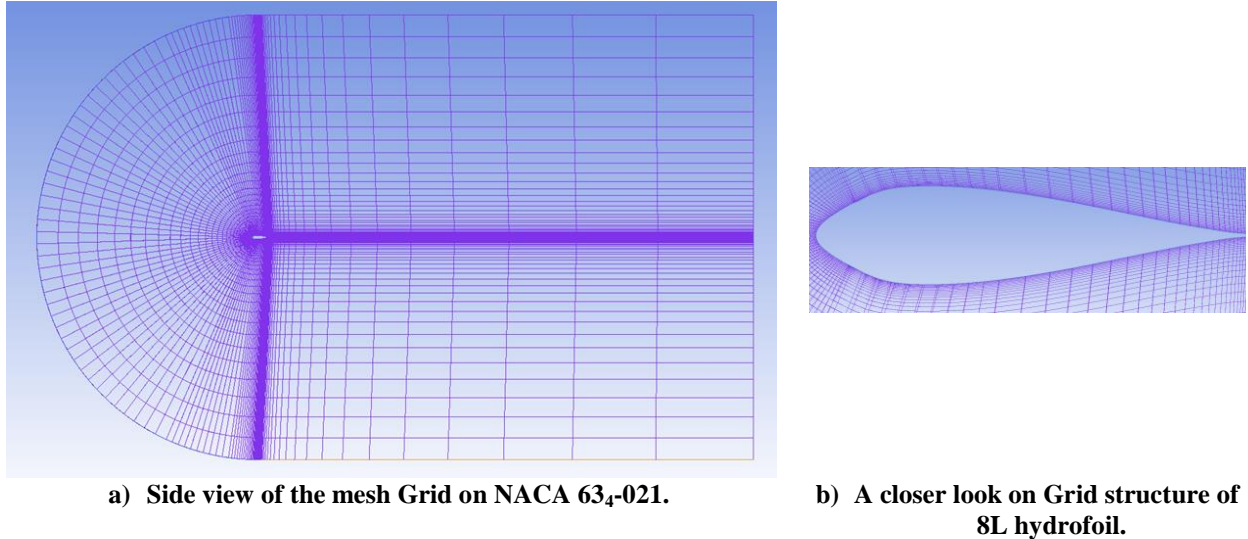 a) Side view of the mesh Grid on NACA 63₄-021.
b) A closer look on Grid structure of
8L hydrofoil.